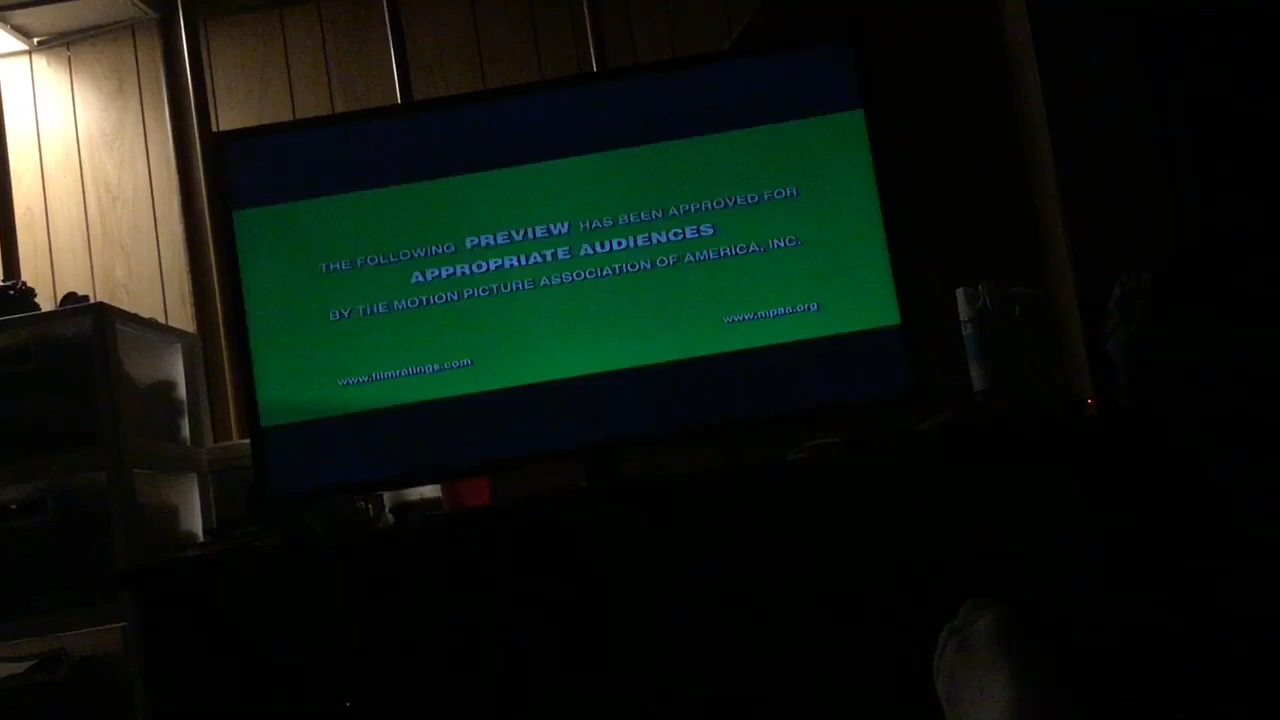 THE FOLLOWING PREVIEW HAS BEEN APPROVED FOR
APPROPRIATE AUDIENCES
BY THE MOTION PICTURE ASSOCIATION OF AMERICA, INC.
www.filmratings.com www.mpaa.org